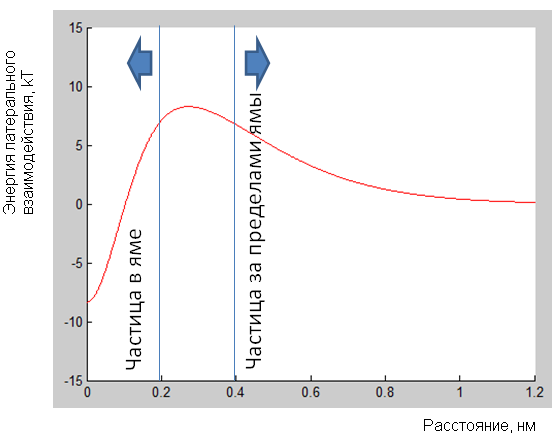 Энергия латерального
взаимодействия, kT
15
10
5
0
-5
-10
-15
Частица в яме
Частица за пределами ямы
0
0.2
0.4
0.6
0.8
1
1.2
Расстояние, нм